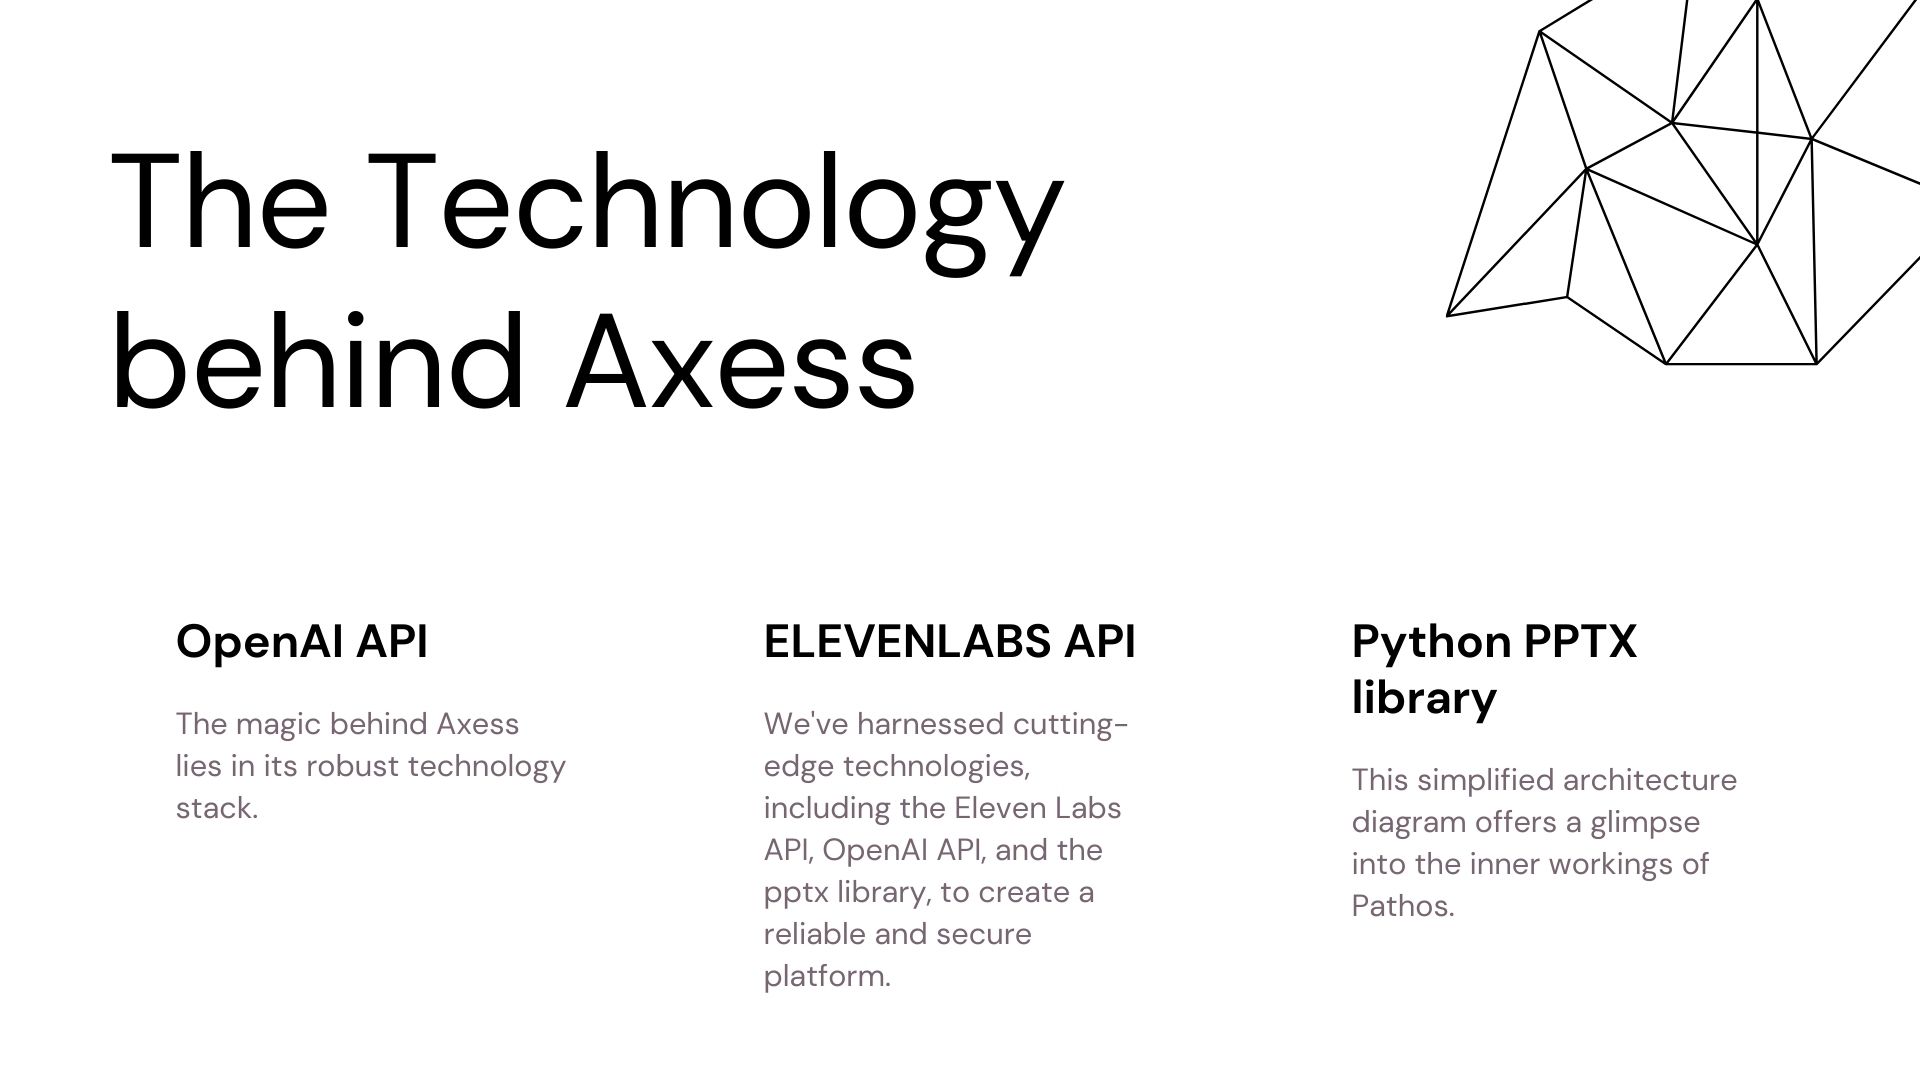 The Technology
behind Axess
OpenAI API
The magic behind Axess
lies in its robust technology
stack.
ELEVENLABS API
We've harnessed cutting-
edge technologies,
including the Eleven Labs
API, OpenAI API, and the
pptx library, to create a
reliable and secure
platform.
Python PPTX
library
This simplified architecture
diagram offers a glimpse
into the inner workings of
Pathos.